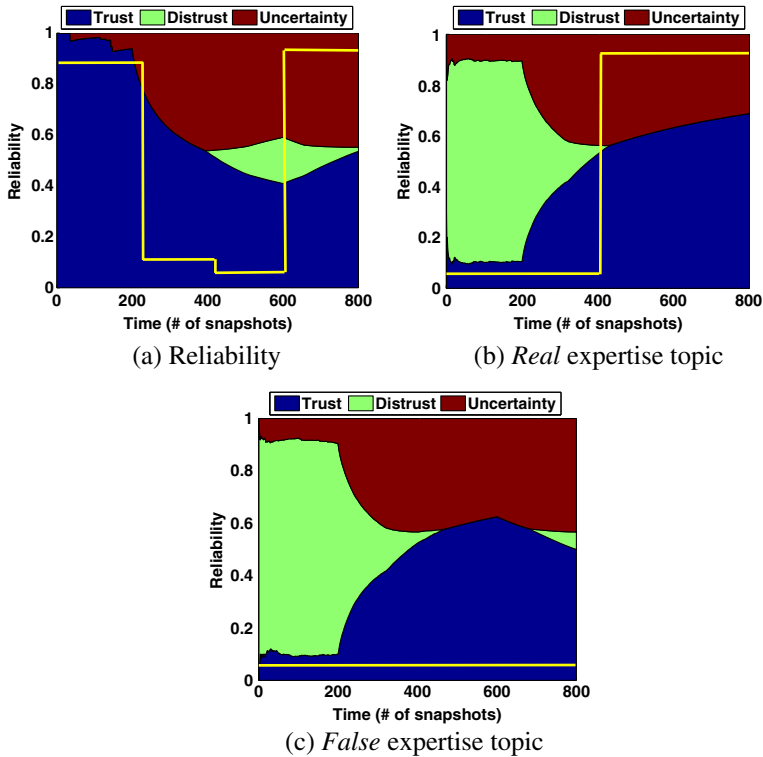 Trust Distrust Uncertainty
1
0.8
0.6
0.4
0.2
0
Reliability
0 200 400 600 800
Time (# of snapshots)
(a) Reliability
Trust Distrust Uncertainty
1
0.8
0.6
0.4
0.2
0
Reliability
0 200 400 600 800
Time (# of snapshots)
(b) Real expertise topic
Trust Distrust Uncertainty
1
0.8
0.6
0.4
0.2
0
Reliability
0 200 400 600 800
Time (# of snapshots)
(c) False expertise topic